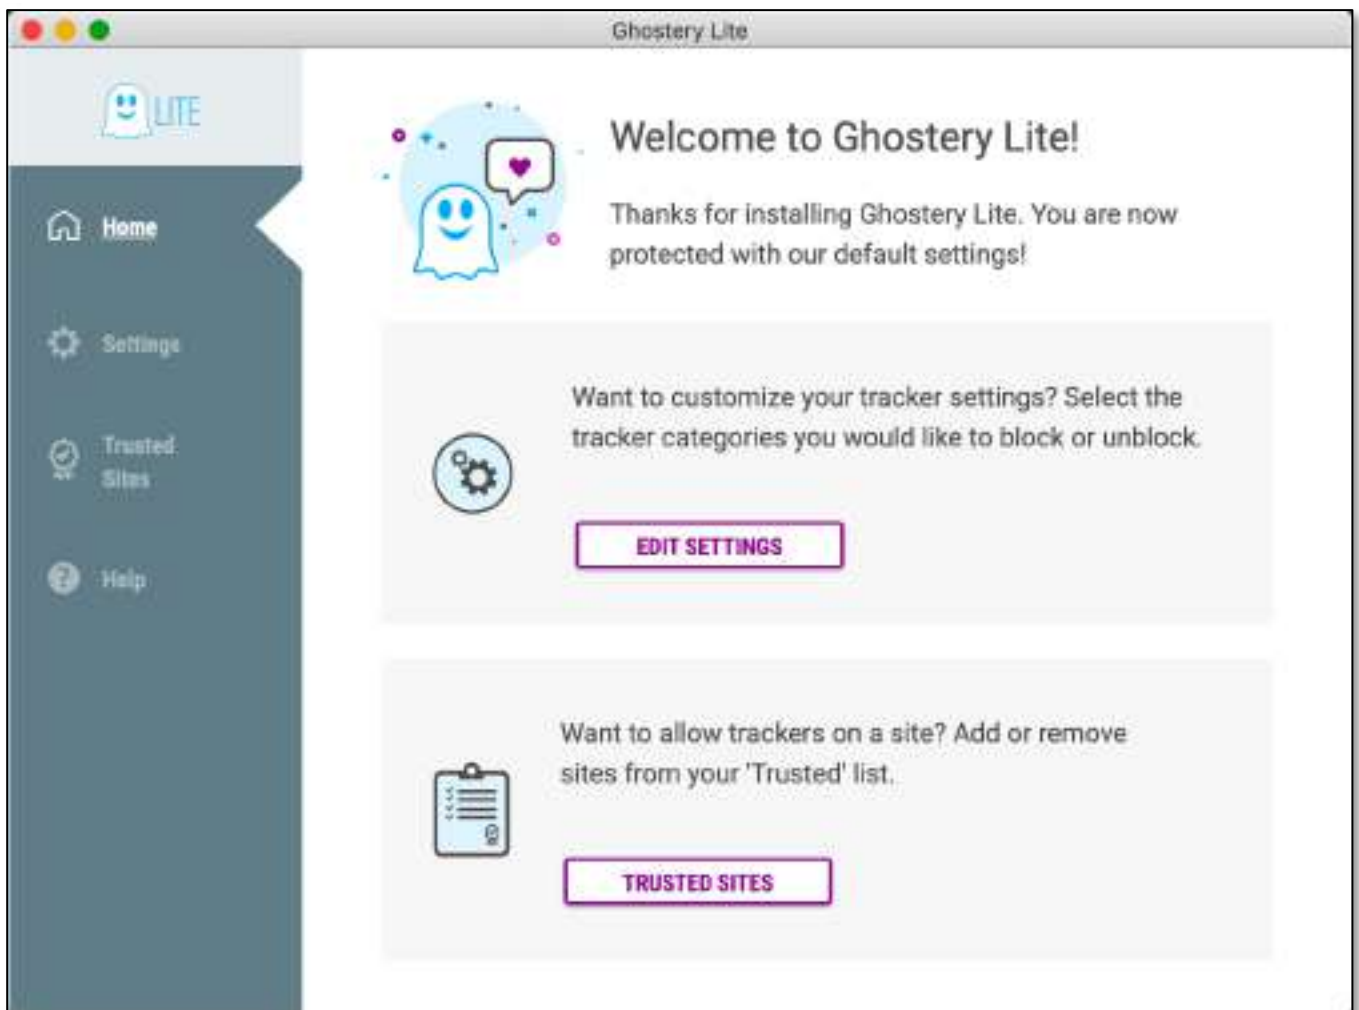 Ghostery Lite
LITE
Home
Settings
Trusted
Sites
Help
Welcome to Ghostery Lite!
Thanks for installing Ghostery Lite. You are now
protected with our default settings!
Want to customize your tracker settings? Select the
tracker categories you would like to block or unblock.
EDIT SETTINGS
Want to allow trackers on a site? Add or remove
sites from your 'Trusted' list.
TRUSTED SITES